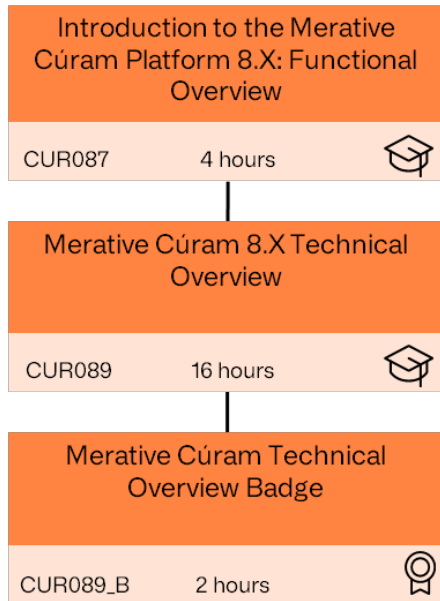 Introduction to the Merative
Cúram Platform 8.X: Functional
Overview
CUR087 4 hours
Merative Cúram 8.X Technical
Overview
CUR089 16 hours
Merative Cúram Technical
Overview Badge
CUR089_B 2 hours